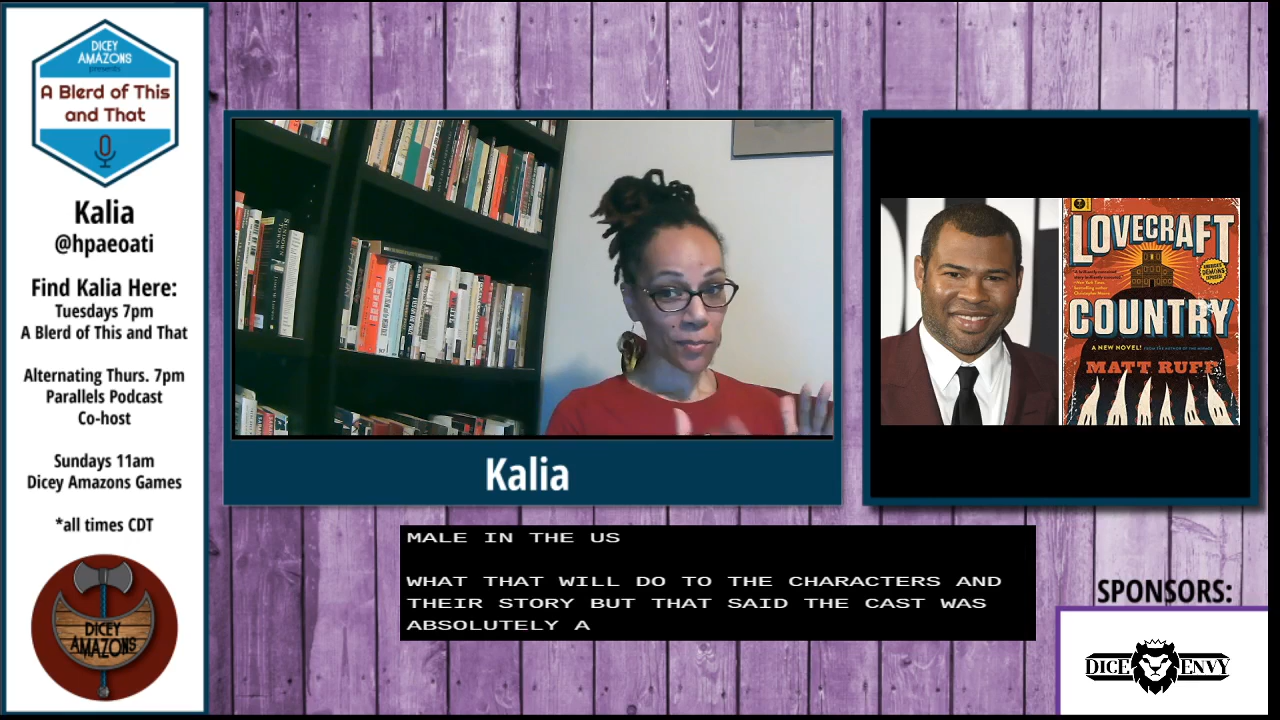 DICEY
AMAZONS
presents
A Blerd of This
and That
Kalia
@hpaeoati
Find Kalia Here:
Tuesdays 7pm
A Blerd of This and That
Alternating Thurs. 7pm
Parallels Podcast
Co-host
Sundays 11am
Dicey Amazons Games
*all times CDT
DICEY
AMAZONS
Kalia
LOVECRAFT
AMERICA'S
DEMONS
EXPOSED!
COUNTRY
A NEW NOVEL!
MATT RUFF
MALE IN THE US
WHAT THAT WILL DO TO THE CHARACTERS AND
THEIR STORY BUT THAT SAID THE CAST WAS
ABSOLUTELY A
SPONSORS:
DICE ENVY